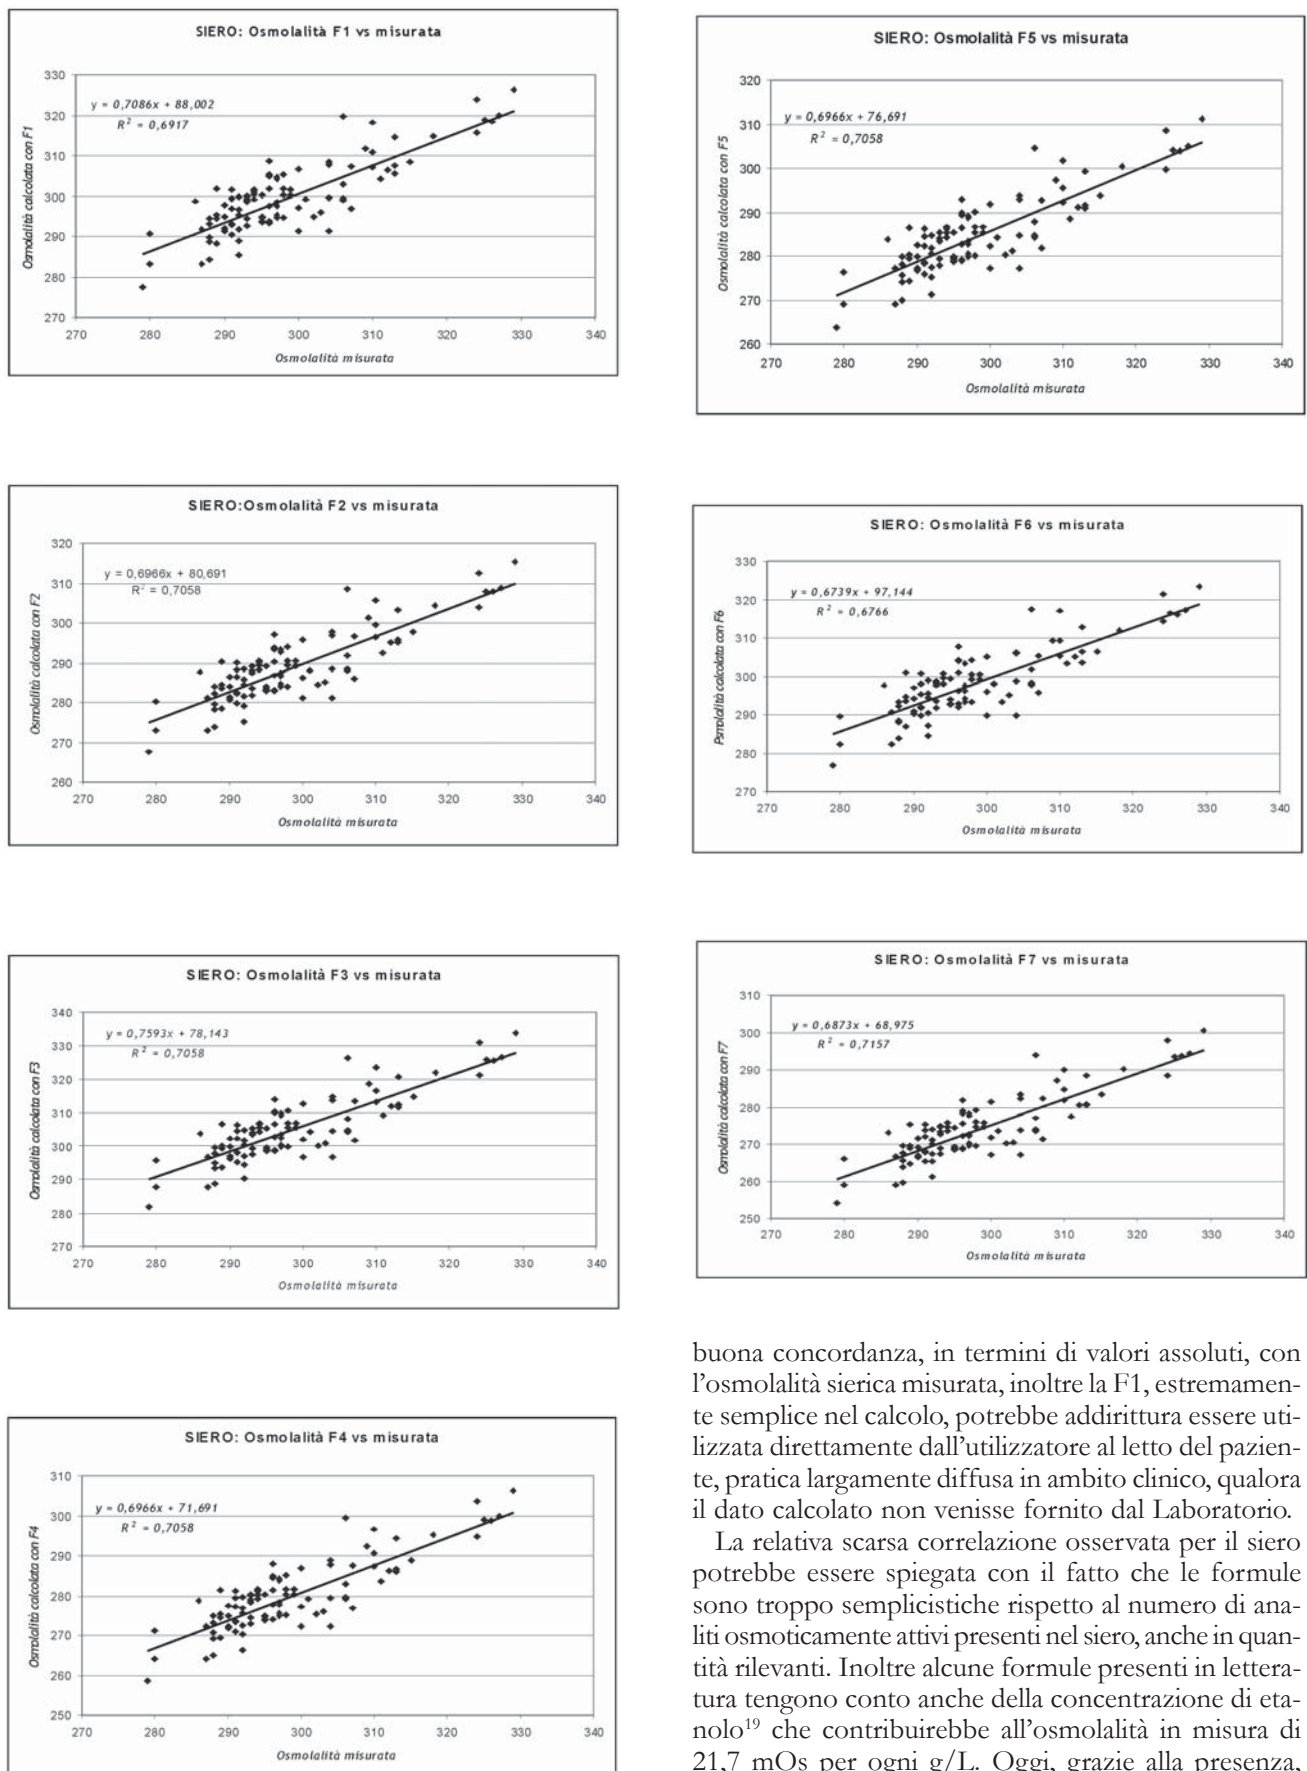 SIERO: Osmolalità F1 vs misurata
y = 0,7086x + 88,002
R² = 0,6917
Osmolalità calcolata con F1
330
320
310
300
290
280
270
270 280 290 300 310 320 330 340
Osmolalità misurata
SIERO:Osmolalità F2 vs misurata
y = 0,6966x + 80,691
R² = 0,7058
Osmolalità calcolata con F2
320
310
300
290
280
270
260
270 280 290 300 310 320 330 340
Osmolalità misurata
SIERO: Osmolalità F3 vs misurata
y = 0,7593x + 78,143
R² = 0,7058
Osmolalità calcolata con F3
340
330
320
310
300
290
280
270
270 280 290 300 310 320 330 340
Osmolalità misurata
SIERO: Osmolalità F4 vs misurata
y = 0,6966x + 71,691
R² = 0,7058
Osmolalità calcolata con F4
310
300
290
280
270
260
250
270 280 290 300 310 320 330 340
Osmolalità misurata
SIERO: Osmolalità F5 vs misurata
y = 0,6966x + 76,691
R² = 0,7058
Osmolalità calcolata con F5
320
310
300
290
280
270
260
270 280 290 300 310 320 330 340
Osmolalità misurata
SIERO: Osmolalità F6 vs misurata
y = 0,6739x + 97,144
R² = 0,6766
Psmolalità calcolata con F6
330
320
310
300
290
280
270
270 280 290 300 310 320 330 340
Osmolalità misurata
SIERO: Osmolalità F7 vs misurata
y = 0,6873x + 68,975
R² = 0,7157
Osmolalità calcolata con F7
310
300
290
280
270
260
250
270 280 290 300 310 320 330 340
Osmolalità misurata
buona concordanza, in termini di valori assoluti, con
l'osmolalità sierica misurata, inoltre la F1, estremamen-
te semplice nel calcolo, potrebbe addirittura essere uti-
lizzata direttamente dall'utilizzatore al letto del pazien-
te, pratica largamente diffusa in ambito clinico, qualora
il dato calcolato non venisse fornito dal Laboratorio.
La relativa scarsa correlazione osservata per il siero
potrebbe essere spiegata con il fatto che le formule
sono troppo semplicistiche rispetto al numero di ana-
liti osmoticamente attivi presenti nel siero, anche in quan-
tità rilevanti. Inoltre alcune formule presenti in lettera-
tura tengono conto anche della concentrazione di eta-
nolo¹⁹ che contribuirebbe all'osmolalità in misura di
21,7 mOs per ogni g/L. Oggi, grazie alla presenza,